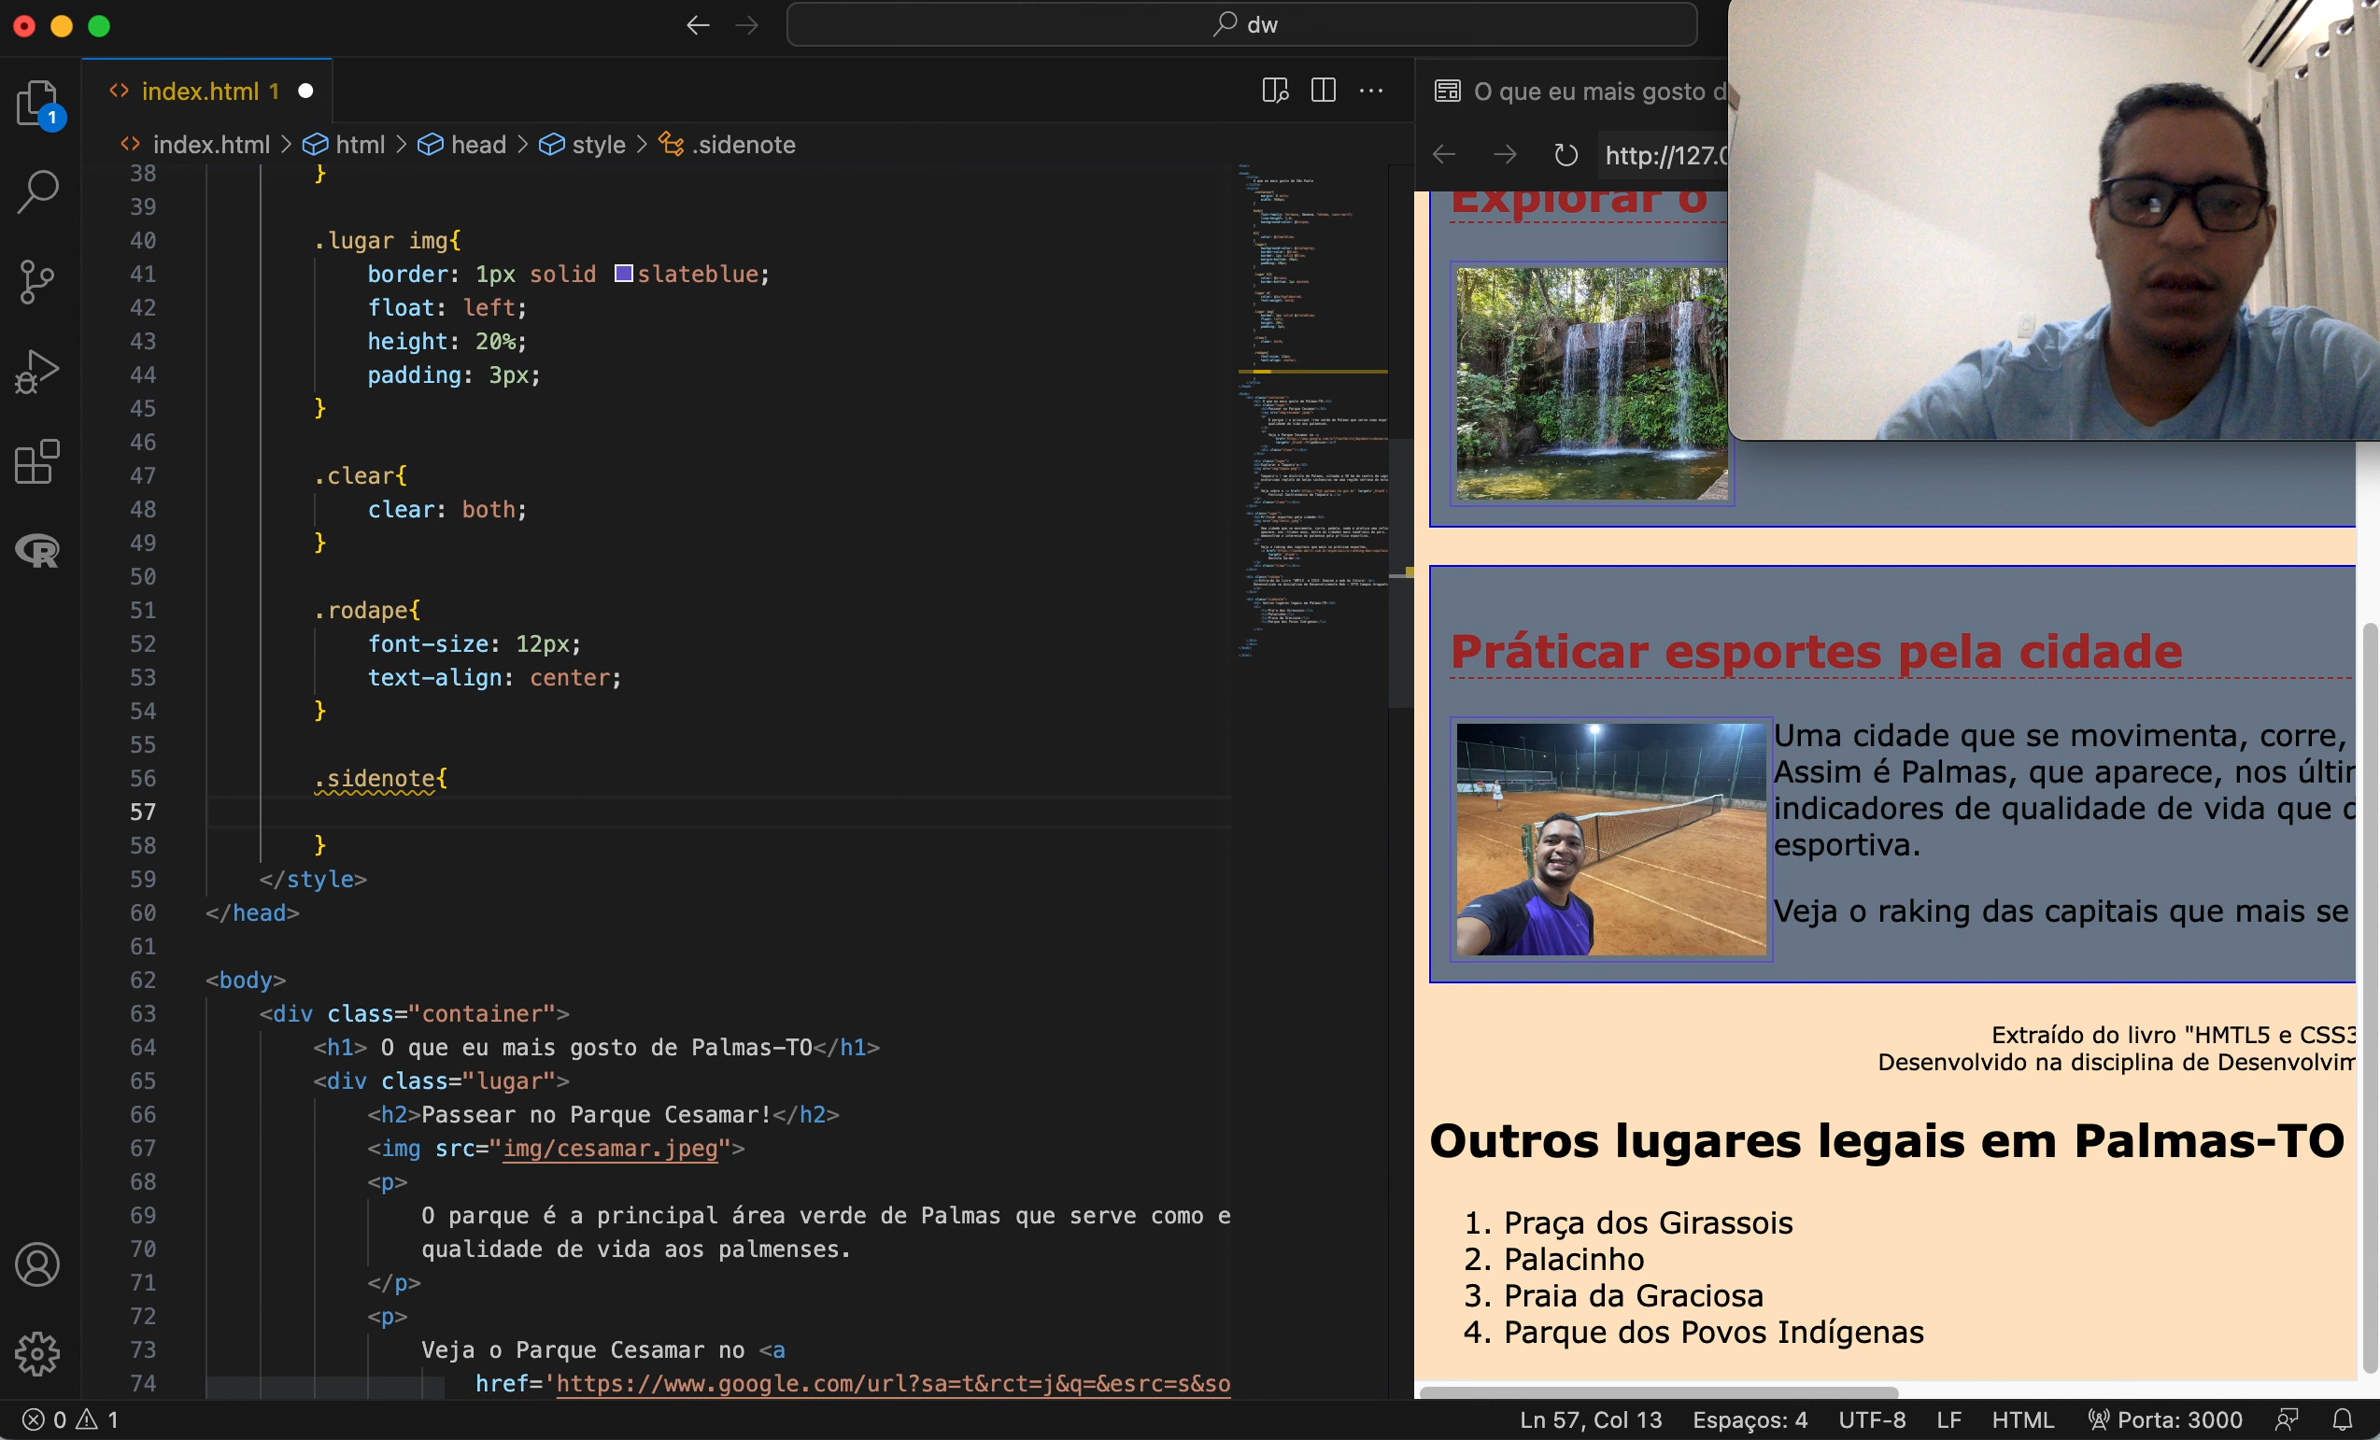 dw
index.html 1
O que eu mais gosto d
index.html > html > head > style > .sidenote
http://127.0
38 }
39
40 .lugar img{
41 border: 1px solid slateblue;
42 float: left;
43 height: 20%;
44 padding: 3px;
45 }
46
47 .clear{
48 clear: both;
49 }
50
51 .rodape{
52 font-size: 12px;
53 text-align: center;
54 }
55
56 .sidenote{
57
58 }
59 </style>
60 </head>
61
62 <body>
63 <div class="container">
64 <h1> O que eu mais gosto de Palmas-TO</h1>
65 <div class="lugar">
66 <h2>Passear no Parque Cesamar!</h2>
67 <img src="img/cesamar.jpeg">
68 <p>
69 O parque é a principal área verde de Palmas que serve como e
70 qualidade de vida aos palmenses.
71 </p>
72 <p>
73 Veja o Parque Cesamar no <a
74 href='https://www.google.com/url?sa=t&rct=j&q=&esrc=s&so
Explorar o
Práticar esportes pela cidade
Uma cidade que se movimenta, corre,
Assim é Palmas, que aparece, nos últir
indicadores de qualidade de vida que d
esportiva.
Veja o raking das capitais que mais se
Extraído do livro "HMTL5 e CSS3
Desenvolvido na disciplina de Desenvolvim
Outros lugares legais em Palmas-TO
1. Praça dos Girassois
2. Palacinho
3. Praia da Graciosa
4. Parque dos Povos Indígenas
1
0 1
Ln 57, Col 13 Espaços: 4 UTF-8 LF HTML Porta: 3000